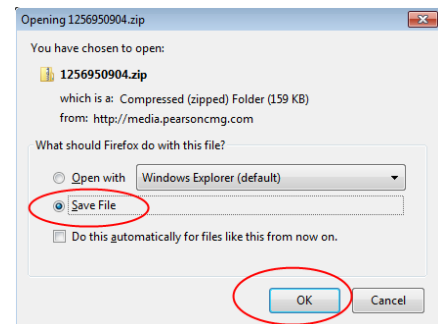 Opening 1256950904.zip
You have chosen to open:
1256950904.zip
which is a: Compressed (zipped) Folder (159 KB)
from: http://media.pearsoncmg.com
What should Firefox do with this file?
Open with Windows Explorer (default)
Save File
Do this automatically for files like this from now on.
OK Cancel